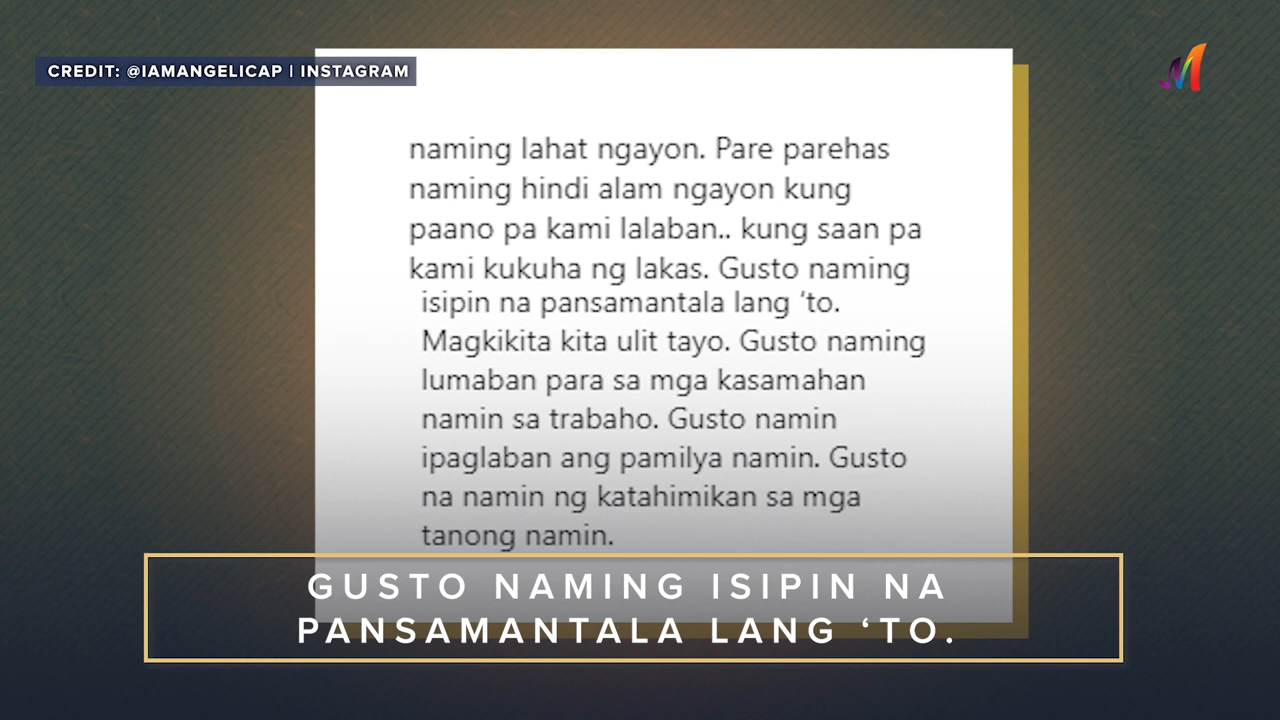 CREDIT: @IAMANGELICAP | INSTAGRAM
naming lahat ngayon. Pare parehas
naming hindi alam ngayon kung
paano pa kami lalaban.. kung saan pa
kami kukuha ng lakas. Gusto naming
isipin na pansamantala lang ‘to.
Magkikita kita ulit tayo. Gusto naming
lumaban para sa mga kasamahan
namin sa trabaho. Gusto namin
ipaglaban ang pamilya namin. Gusto
na namin ng katahimikan sa mga
tanong namin.
GUSTO NAMING ISIPIN NA
PANSAMANTALA LANG ‘TO.